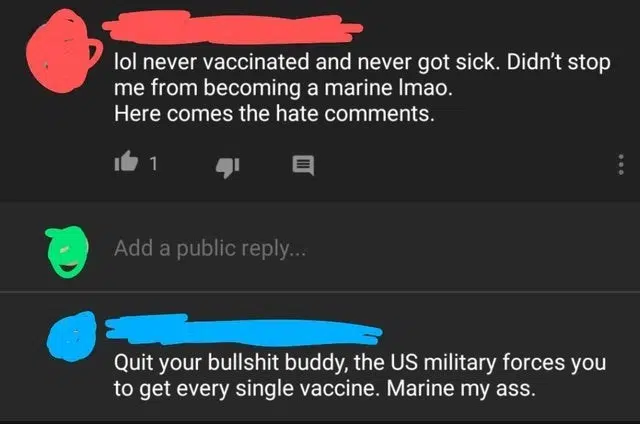 lol never vaccinated and never got sick. Didn't stop
me from becoming a marine lmao.
Here comes the hate comments.
1
Add a public reply...
Quit your bullshit buddy, the US military forces you
to get every single vaccine. Marine my ass.